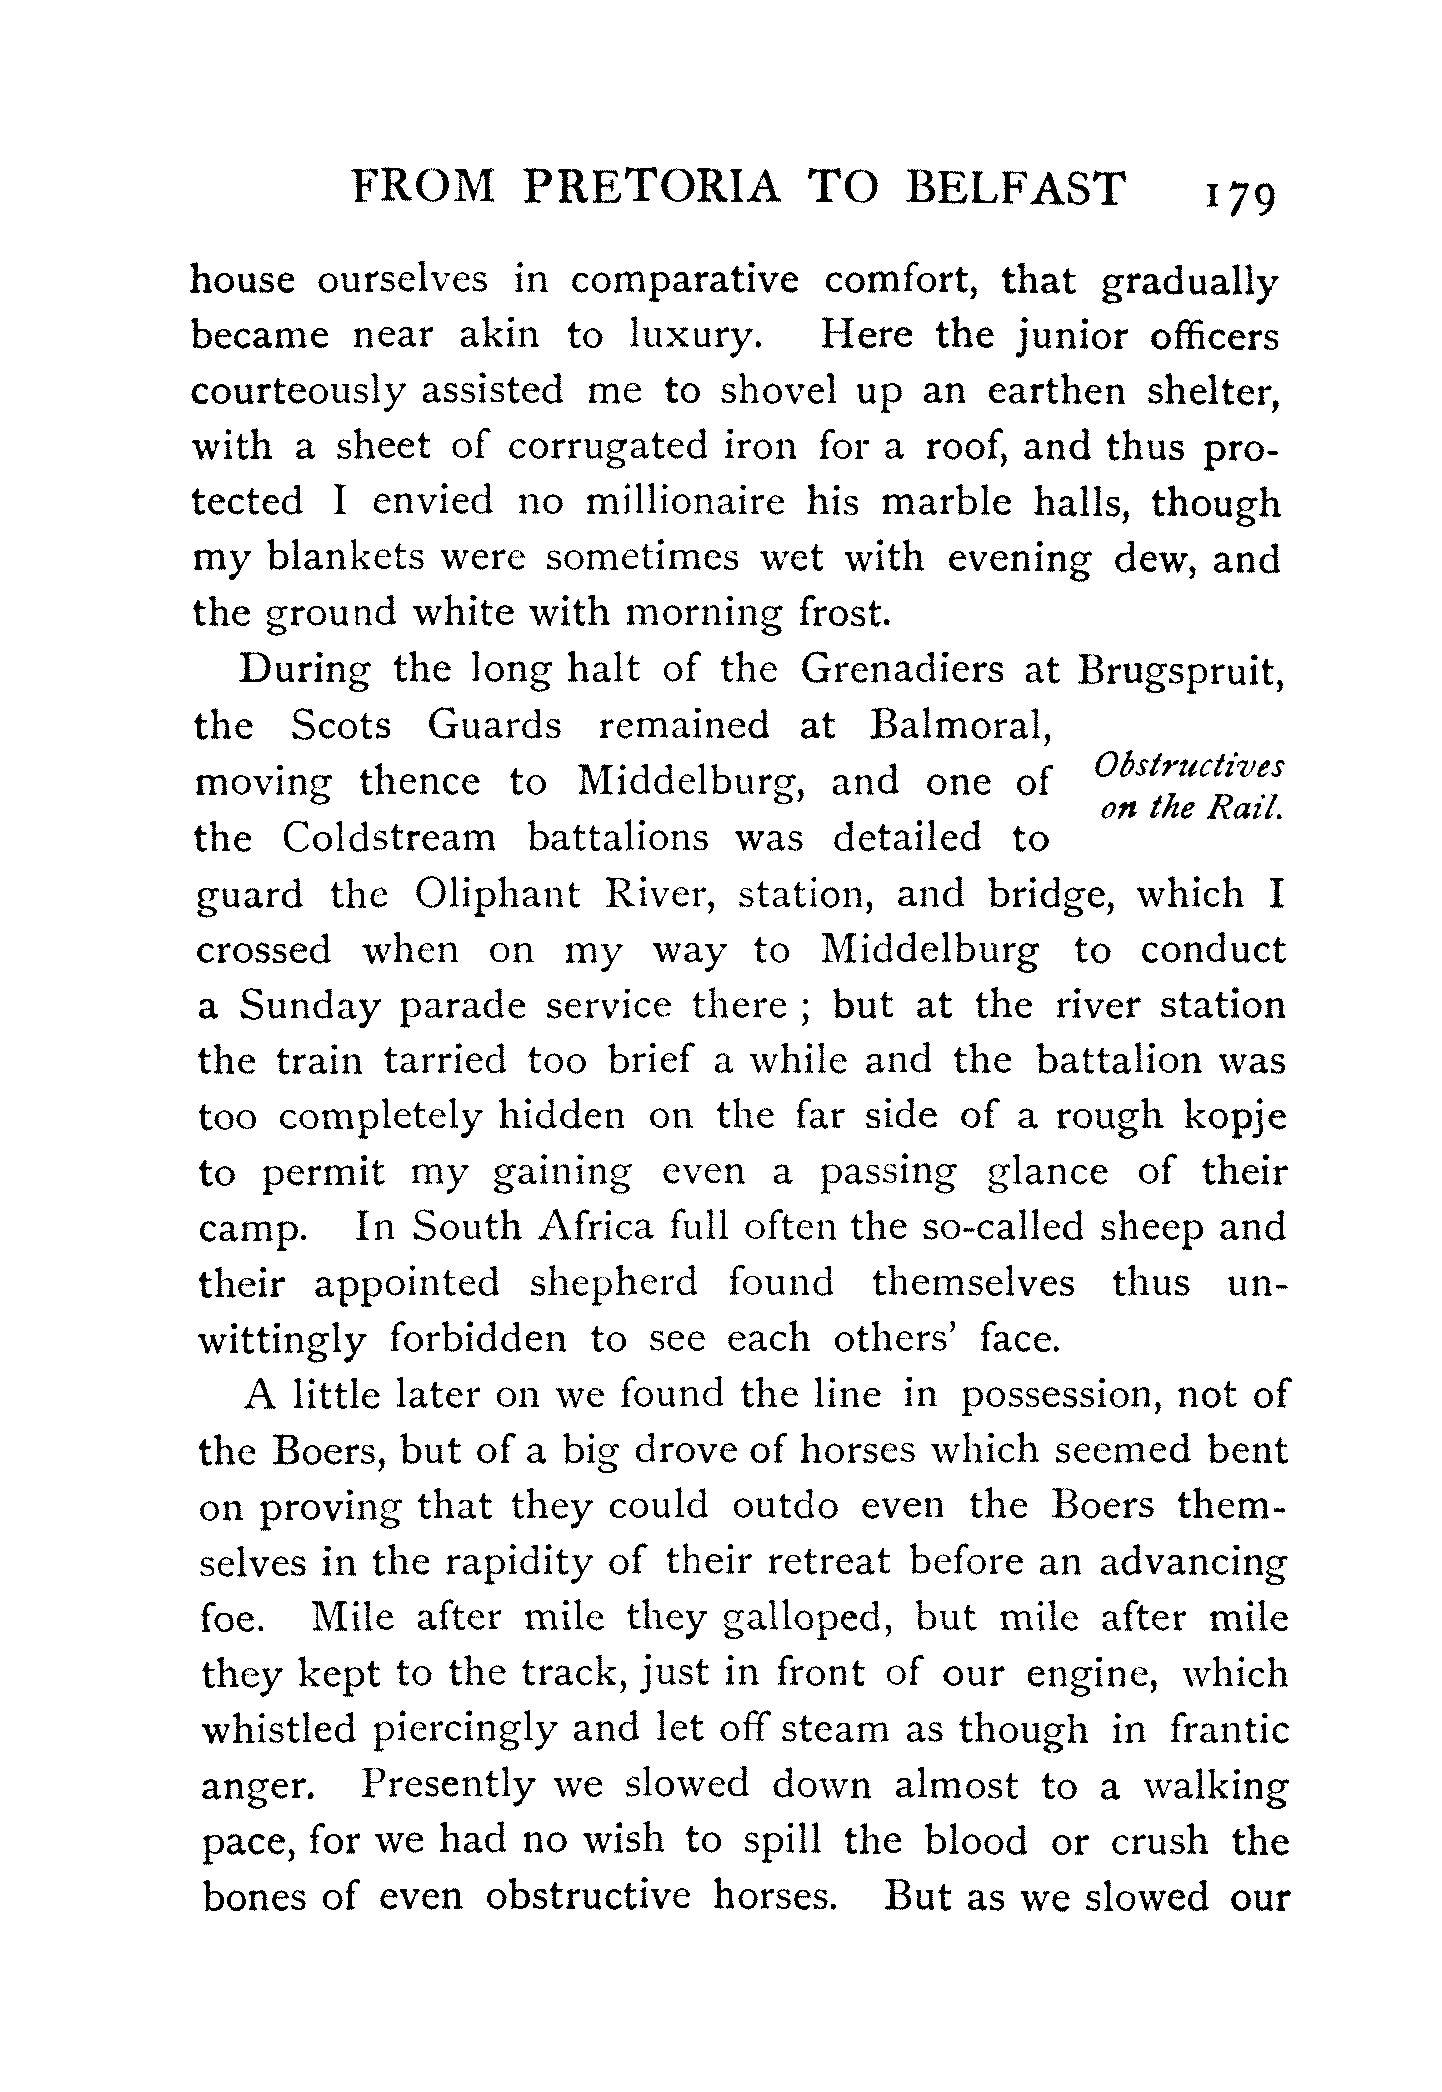 FROM PRETORIA TO BELFAST 179
house ourselves in comparative comfort, that gradually
became near akin to luxury. Here the junior officers
courteously assisted me to shovel up an earthen shelter,
with a sheet of corrugated iron for a roof, and thus pro-
tected I envied no millionaire his marble halls, though
my blankets were sometimes wet with evening dew, and
the ground white with morning frost.
During the long halt of the Grenadiers at Brugspruit,
the Scots Guards remained at Balmoral,
moving thence to Middelburg, and one of
the Coldstream battalions was detailed to
Obstructives
on the Rail.
guard the Oliphant River, station, and bridge, which I
crossed when on my way to Middelburg to conduct
a Sunday parade service there ; but at the river station
the train tarried too brief a while and the battalion was
too completely hidden on the far side of a rough kopje
to permit my gaining even a passing glance of their
camp. In South Africa full often the so-called sheep and
their appointed shepherd found themselves thus un-
wittingly forbidden to see each others' face.
A little later on we found the line in possession, not of
the Boers, but of a big drove of horses which seemed bent
on proving that they could outdo even the Boers them-
selves in the rapidity of their retreat before an advancing
foe. Mile after mile they galloped, but mile after mile
they kept to the track, just in front of our engine, which
whistled piercingly and let off steam as though in frantic
anger. Presently we slowed down almost to a walking
pace, for we had no wish to spill the blood or crush the
bones of even obstructive horses. But as we slowed our